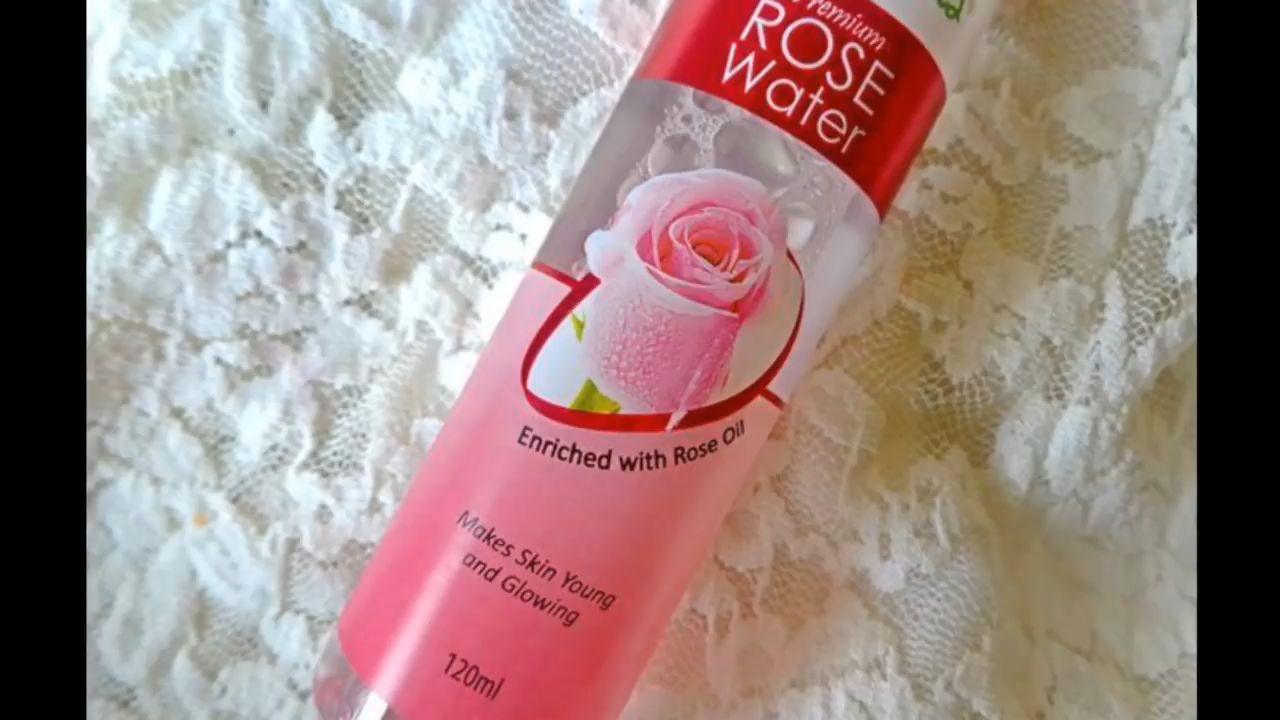 Premium
ROSE
Water
Enriched with Rose Oil
Makes Skin Young
and Glowing
120ml